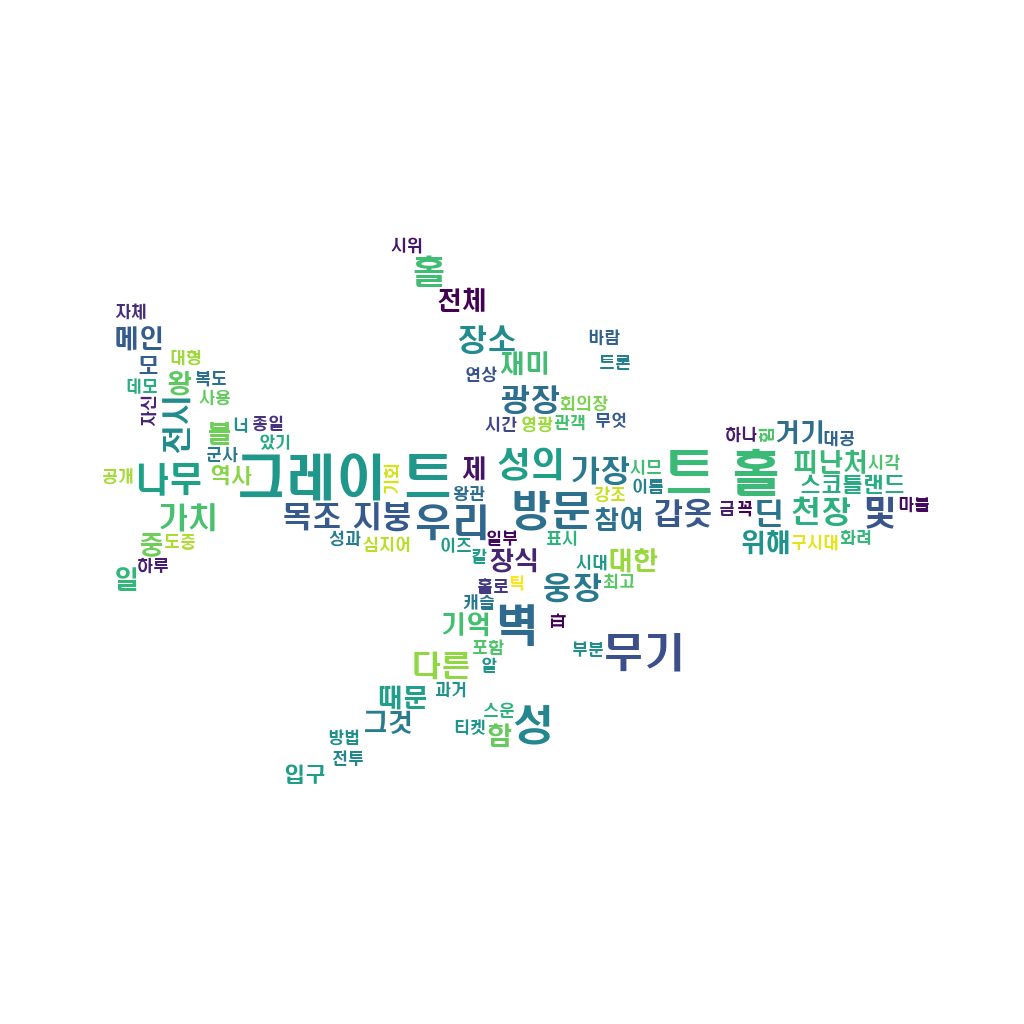 시위
홀
전체
자체
메인
장소
바람
모
대형
재미
트론
데모
왕
복도
연상
자신
사용
광장
회의장
전시
블
너
종일
시간
영광
관객
무엇
았기
하나
거기
대공
군사
공개
나무
역사
그레이트
제
성의
가장
시므
트 홀
피난처
시각
왕관
강조
이름
스코틀랜드
가치
목조 지붕
우리
방문
참여
갑옷
금
꼭
딘
천장
및
마블
중
도중
성과
심지어
이즈
일부
표시
위해
구시대
화려
하루
칼
장식
시대
대한
일
홀로
틱
웅장
최고
캐슬
기억
벽
포함
부분
무기
다른
알
때문
과거
그것
스운
티켓
함
성
방법
전투
입구